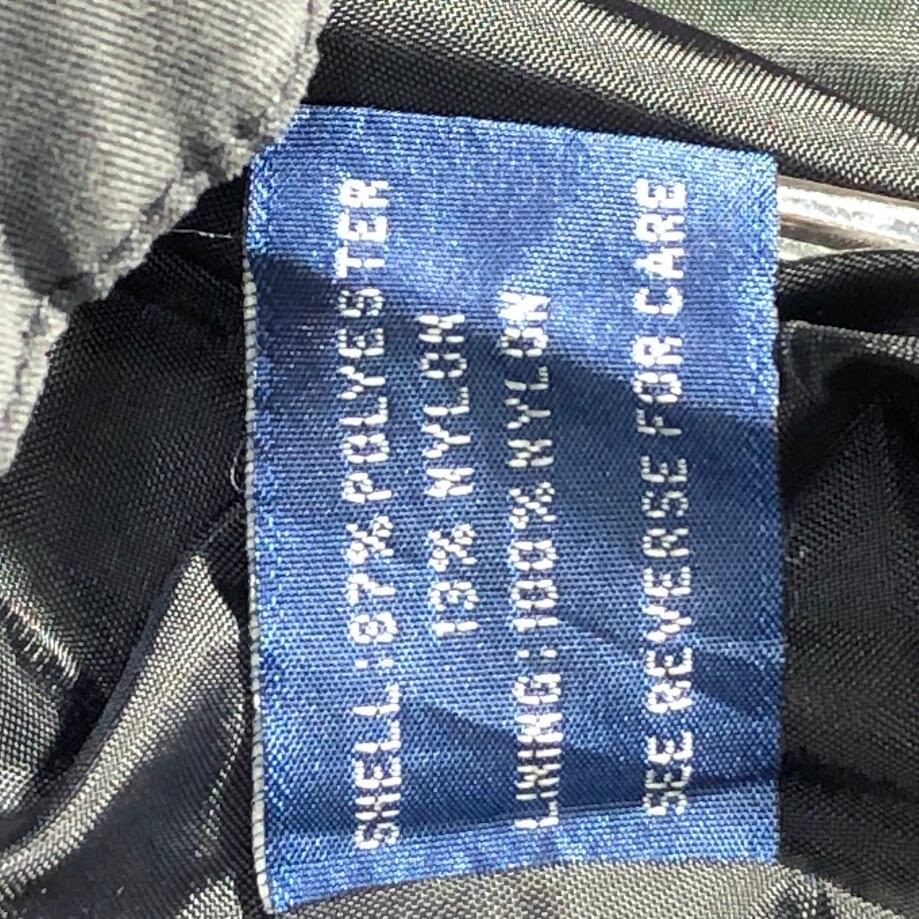 SHELL: 87% POLYESTER
13% NYLON
LINING: 100% NYLON
SEE REVERSE FOR CARE